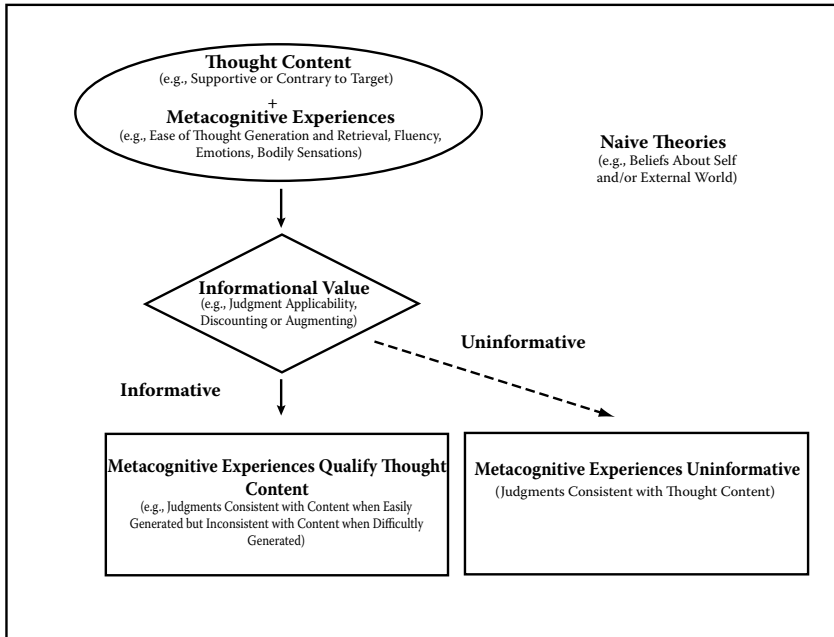 Thought Content
(e.g., Supportive or Contrary to Target)
+
Metacognitive Experiences
(e.g., Ease of Thought Generation and Retrieval, Fluency,
Emotions, Bodily Sensations)
Naive Theories
(e.g., Beliefs About Self
and/or External World)
Informational Value
(e.g., Judgment Applicability,
Discounting or Augmenting)
Uninformative
Informative
Metacognitive Experiences Qualify Thought
Content
(e.g., Judgments Consistent with Content when Easily
Generated but Inconsistent with Content when Difficultly
Generated)
Metacognitive Experiences Uninformative
(Judgments Consistent with Thought Content)